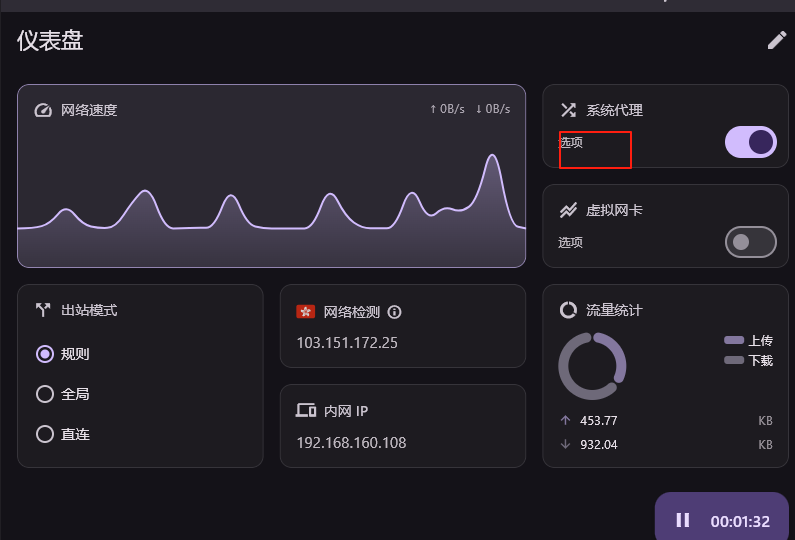 仪表盘
网络速度
↑ 0B/s ↓ 0B/s
系统代理
选项
虚拟网卡
选项
出站模式
规则
全局
直连
网络检测
103.151.172.25
内网 IP
192.168.160.108
流量统计
上传
下载
↑ 453.77 KB
↓ 932.04 KB
00:01:32